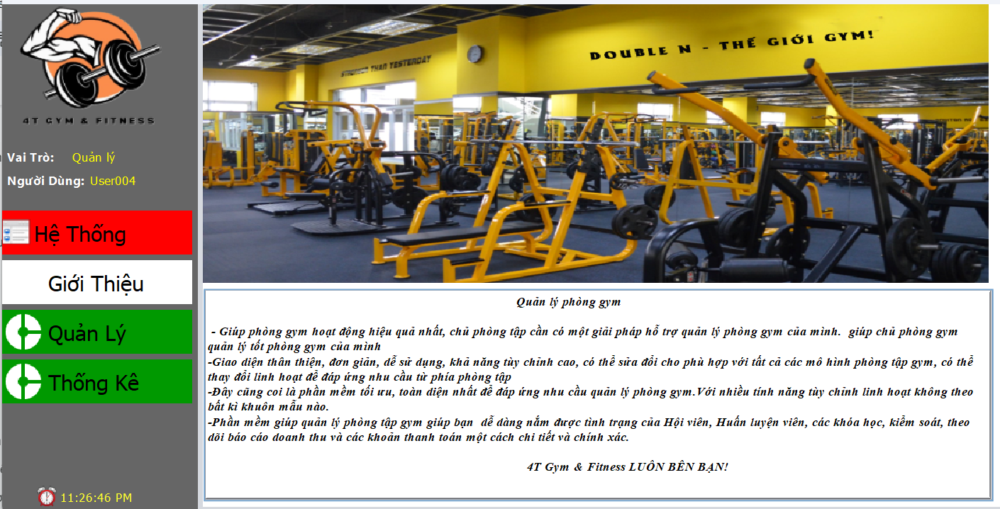 4T GYM & FITNESS
Vai Trò: Quản lý
Người Dùng: User004
Hệ Thống
Giới Thiệu
Quản Lý
Thống Kê
11:26:46 PM
STRONGER THAN YESTERDAY
DOUBLE N - THẾ GIỚI GYM!
Quản lý phòng gym
- Giúp phòng gym hoạt động hiệu quả nhất, chủ phòng tập cần có một giải pháp hỗ trợ quản lý phòng gym của mình. giúp chủ phòng gym
quản lý tốt phòng gym của mình
-Giao diện thân thiện, đơn giản, dễ sử dụng, khả năng tùy chỉnh cao, có thể sửa đổi cho phù hợp với tất cả các mô hình phòng tập gym, có thể
thay đổi linh hoạt để đáp ứng nhu cầu từ phía phòng tập
-Đây cũng coi là phần mềm tối ưu, toàn diện nhất để đáp ứng nhu cầu quản lý phòng gym.Với nhiều tính năng tùy chỉnh linh hoạt không theo
bất kì khuôn mẫu nào.
-Phần mềm giúp quản lý phòng tập gym giúp bạn dễ dàng nắm được tình trạng của Hội viên, Huấn luyện viên, các khóa học, kiểm soát, theo
dõi báo cáo doanh thu và các khoản thanh toán một cách chi tiết và chính xác.
4T Gym & Fitness LUÔN BÊN BẠN!